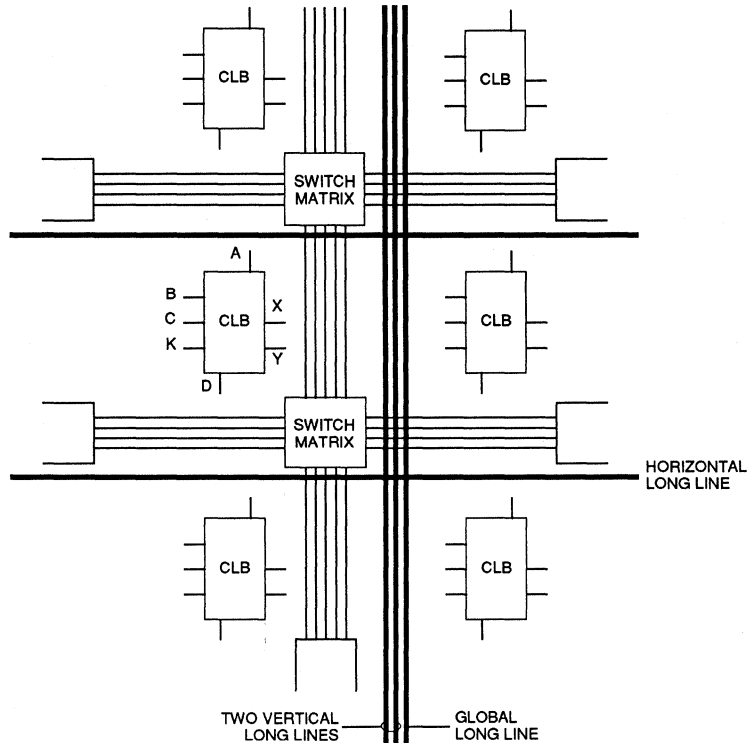 CLB
CLB
SWITCH
MATRIX
A
B
C
K
D
CLB
X
Y
CLB
SWITCH
MATRIX
HORIZONTAL
LONG LINE
CLB
CLB
TWO VERTICAL
LONG LINES
GLOBAL
LONG LINE